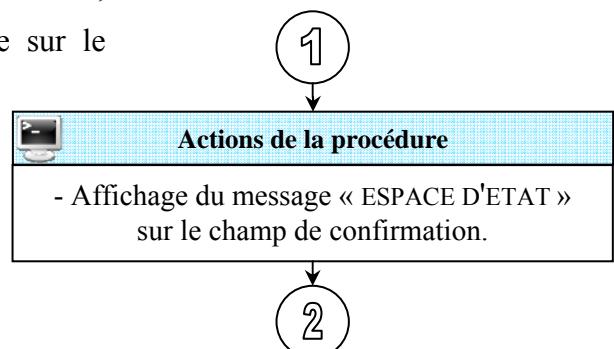 e sur le
1
Actions de la procédure
- Affichage du message « ESPACE D'ETAT »
sur le champ de confirmation.
2